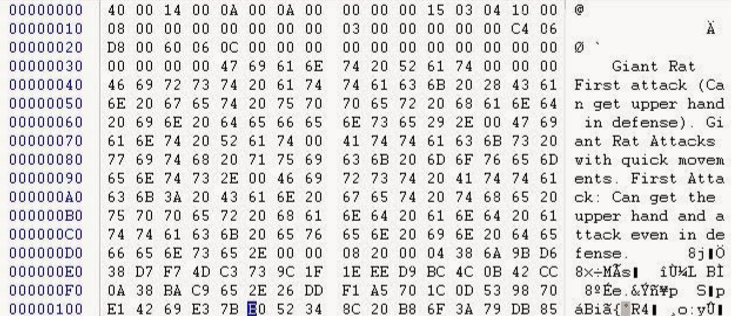 00000000 40 00 14 00 0A 00 0A 00 00 00 00 15 03 04 10 00 @
00000010 08 00 00 00 00 00 00 00 03 00 00 00 00 00 C4 06 Ä
00000020 D8 00 60 06 0C 00 00 00 00 00 00 00 00 00 00 00 Ø `
00000030 00 00 00 00 47 69 61 6E 74 20 52 61 74 00 00 00 Giant Rat
00000040 46 69 72 73 74 20 61 74 74 61 63 6B 20 28 43 61 First attack (Ca
00000050 6E 20 67 65 74 20 75 70 70 65 72 20 68 61 6E 64 n get upper hand
00000060 20 69 6E 20 64 65 66 65 6E 73 65 29 2E 00 47 69 in defense). Gi
00000070 61 6E 74 20 52 61 74 00 41 74 74 61 63 6B 73 20 ant Rat Attacks
00000080 77 69 74 68 20 71 75 69 63 6B 20 6D 6F 76 65 6D with quick movem
00000090 65 6E 74 73 2E 00 46 69 72 73 74 20 41 74 74 61 ents. First Atta
000000A0 63 6B 3A 20 43 61 6E 20 67 65 74 20 74 68 65 20 ck: Can get the
000000B0 75 70 70 65 72 20 68 61 6E 64 20 61 6E 64 20 61 upper hand and a
000000C0 74 74 61 63 6B 20 65 76 65 6E 20 69 6E 20 64 65 ttack even in de
000000D0 66 65 6E 73 65 2E 00 00 08 20 00 04 38 6A 9B D6 fense. 8j Ö
000000E0 38 D7 F7 4D C3 73 9C 1F 1E EE D9 BC 4C 0B 42 CC 8×÷MÃs îÙ¼L BÌ
000000F0 0A 38 BA C9 65 2E 26 DD F1 A5 70 1C 0D 53 98 70 8ºÉe.&Ýñ¥p S p
00000100 E1 42 69 E3 7B B0 52 34 8C 20 B8 6F 3A 79 DB 85 áBiã{°R4 ¸o:yÛ